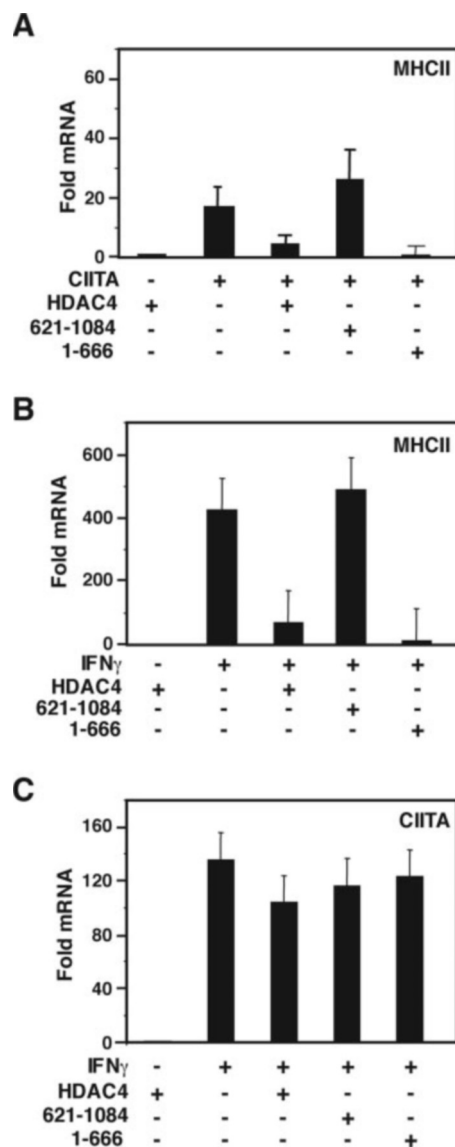 A
MHCII
Fold mRNA
60
40
20
0
CIITA - + + + +
HDAC4 + - + - -
621-1084 - - - + -
1-666 - - - - +
B
MHCII
Fold mRNA
600
400
200
0
IFNγ - + + + +
HDAC4 + - + - -
621-1084 - - - + -
1-666 - - - - +
C
CIITA
Fold mRNA
160
120
80
40
0
IFNγ - + + + +
HDAC4 + - + - -
621-1084 - - - + -
1-666 - - - - +